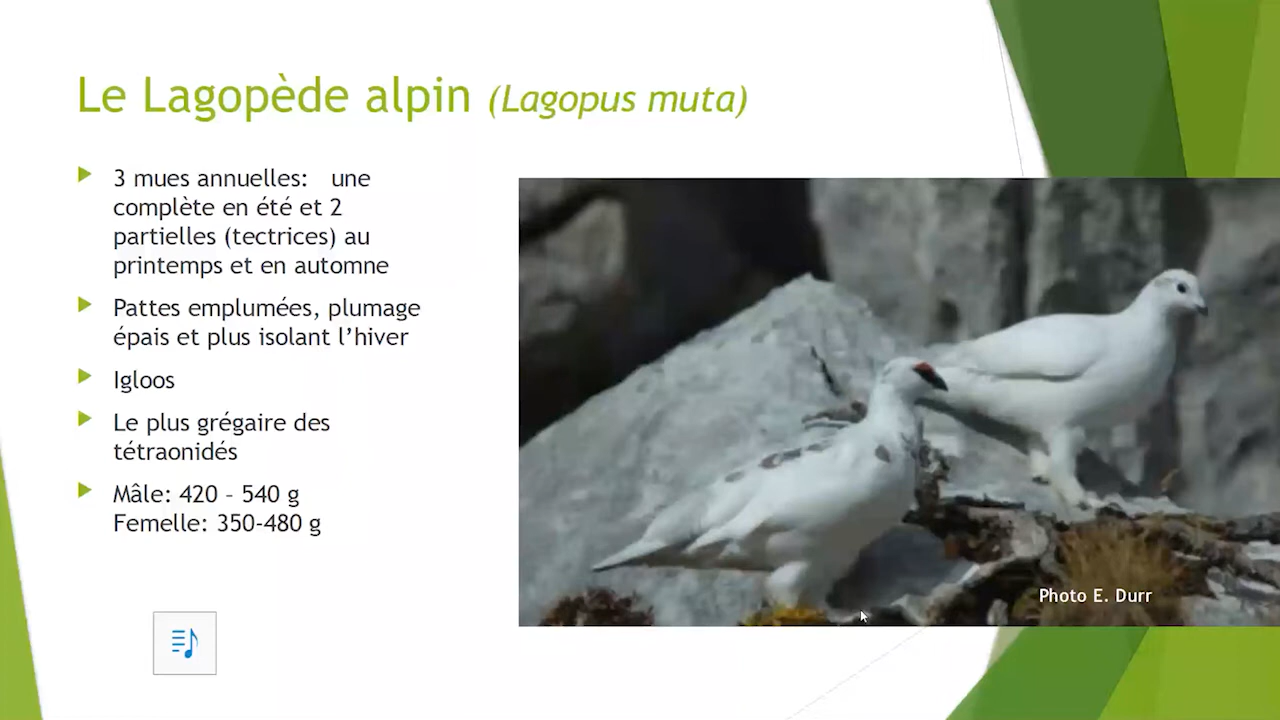 Le Lagopède alpin (Lagopus muta)
3 mues annuelles:   une
complète en été et 2
partielles (tectrices) au
printemps et en automne
Pattes emplumées, plumage
épais et plus isolant l’hiver
Igloos
Le plus grégaire des
tétraonidés
Mâle: 420 – 540 g
Femelle: 350-480 g
Photo E. Durr